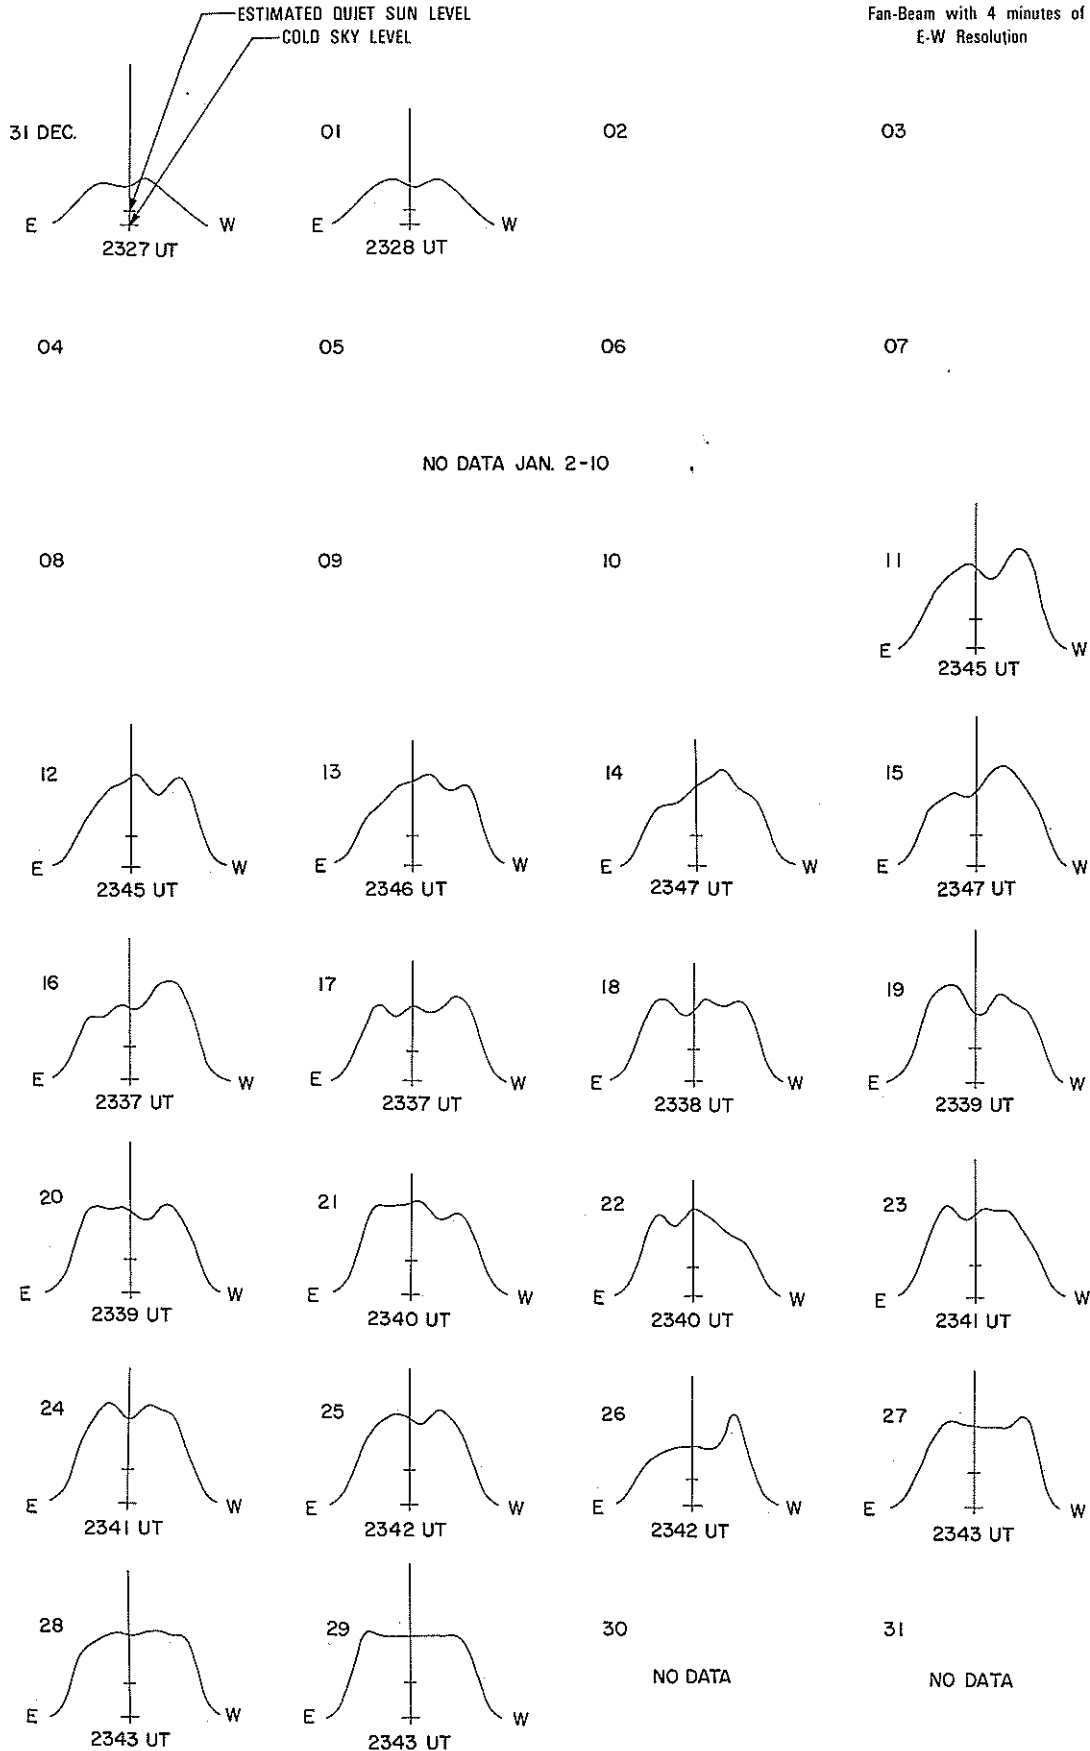 ESTIMATED QUIET SUN LEVEL
COLD SKY LEVEL
Fan-Beam with 4 minutes of
E-W Resolution
31 DEC.
E W
2327 UT
01
E W
2328 UT
02
03
04
05
06
07
NO DATA JAN. 2-10
08
09
10
11
E W
2345 UT
12
E W
2345 UT
13
E W
2346 UT
14
E W
2347 UT
15
E W
2347 UT
16
E W
2337 UT
17
E W
2337 UT
18
E W
2338 UT
19
E W
2339 UT
20
E W
2339 UT
21
E W
2340 UT
22
E W
2340 UT
23
E W
2341 UT
24
E W
2341 UT
25
E W
2342 UT
26
E W
2342 UT
27
E W
2343 UT
28
E W
2343 UT
29
E W
2343 UT
30
NO DATA
31
NO DATA